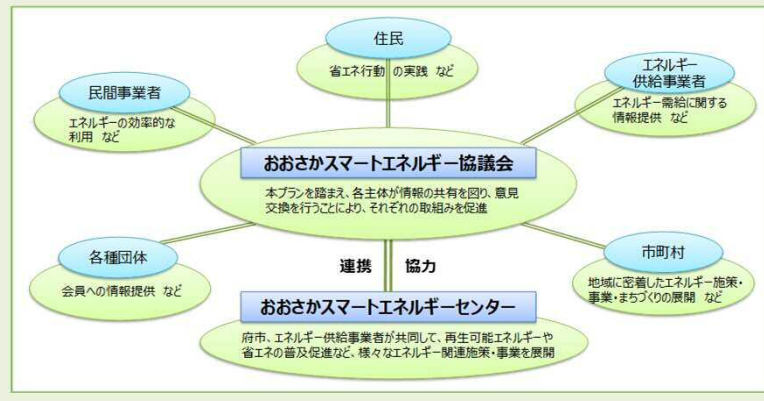 住民
省エネ行動 の実践 など
民間事業者
エネルギーの効率的な
利用 など
エネルギー
供給事業者
エネルギー需給に関する
情報提供 など
おおさかスマートエネルギー協議会
本プランを踏まえ、各主体が情報の共有を図り、意見
交換を行うことにより、それぞれの取組みを促進
各種団体
会員への情報提供 など
市町村
地域に密着したエネルギー施策・
事業・まちづくりの展開 など
連携 協力
おおさかスマートエネルギーセンター
府市、エネルギー供給事業者が共同して、再生可能エネルギーや
省エネの普及促進など、様々なエネルギー関連施策・事業を展開